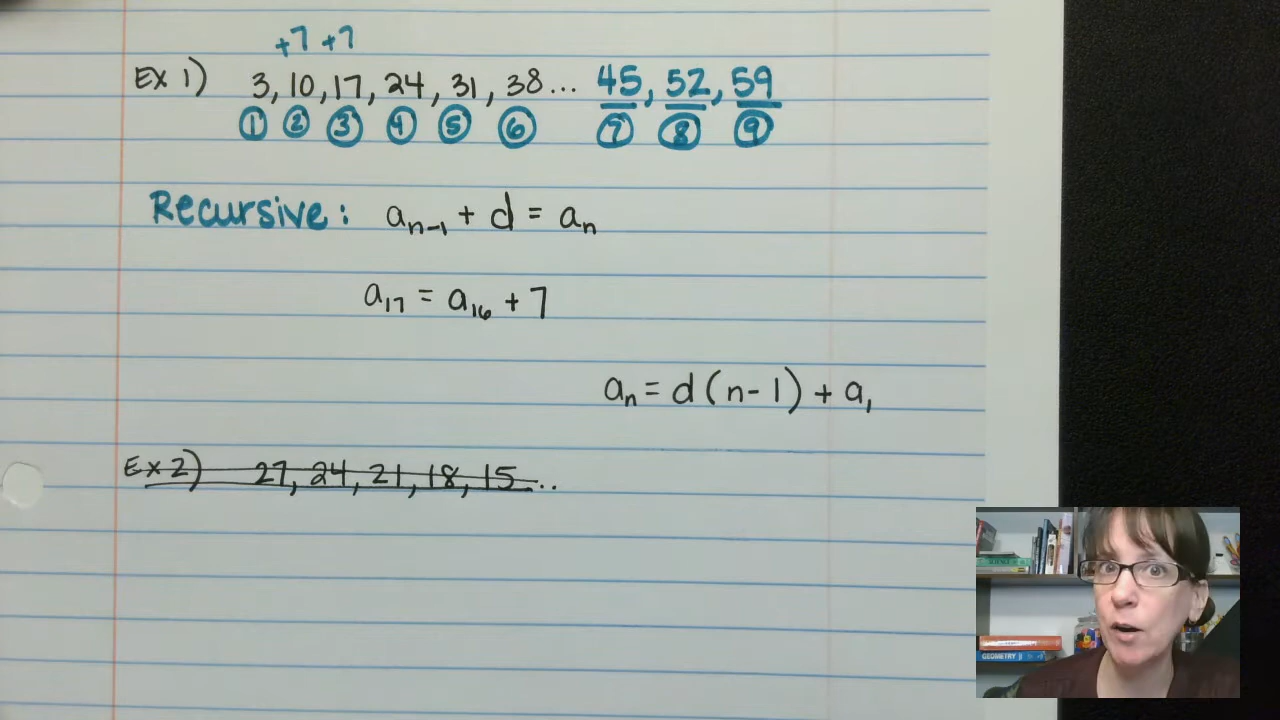 +7 +7
Ex 1) 3, 10, 17, 24, 31, 38... 45, 52, 59
① ② ③ ④ ⑤ ⑥ ⑦ ⑧ ⑨
Recursive: aₙ₋₁ + d = aₙ
a₁₇ = a₁₆ + 7
aₙ = d(n-1) + a₁
Ex 2) 27, 24, 21, 18, 15...
SCIENCE
GEOMETRY